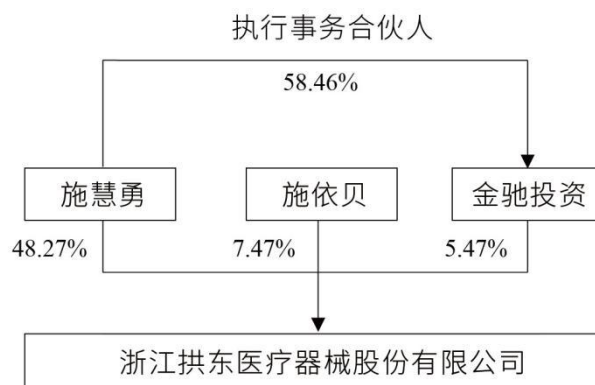 执行事务合伙人
58.46%
施慧勇
施依贝
金驰投资
48.27%
7.47%
5.47%
浙江拱东医疗器械股份有限公司